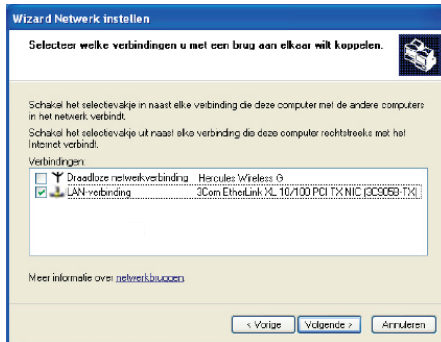 Wizard Netwerk instellen
Selecteer welke verbindingen u met een brug aan elkaar wilt koppelen.
Schakel het selectievakje in naast elke verbinding die deze computer met de andere computers
in het netwerk verbindt.
Schakel het selectievakje uit naast elke verbinding die deze computer rechtstreeks met het
Internet verbindt.
Verbindingen:
Draadloze netwerkverbinding Hercules Wireless G
LAN-verbinding 3Com EtherLink XL 10/100 PCI TX NIC (3C905B-TX)
Meer informatie over netwerkbruggen.
< Vorige Volgende > Annuleren